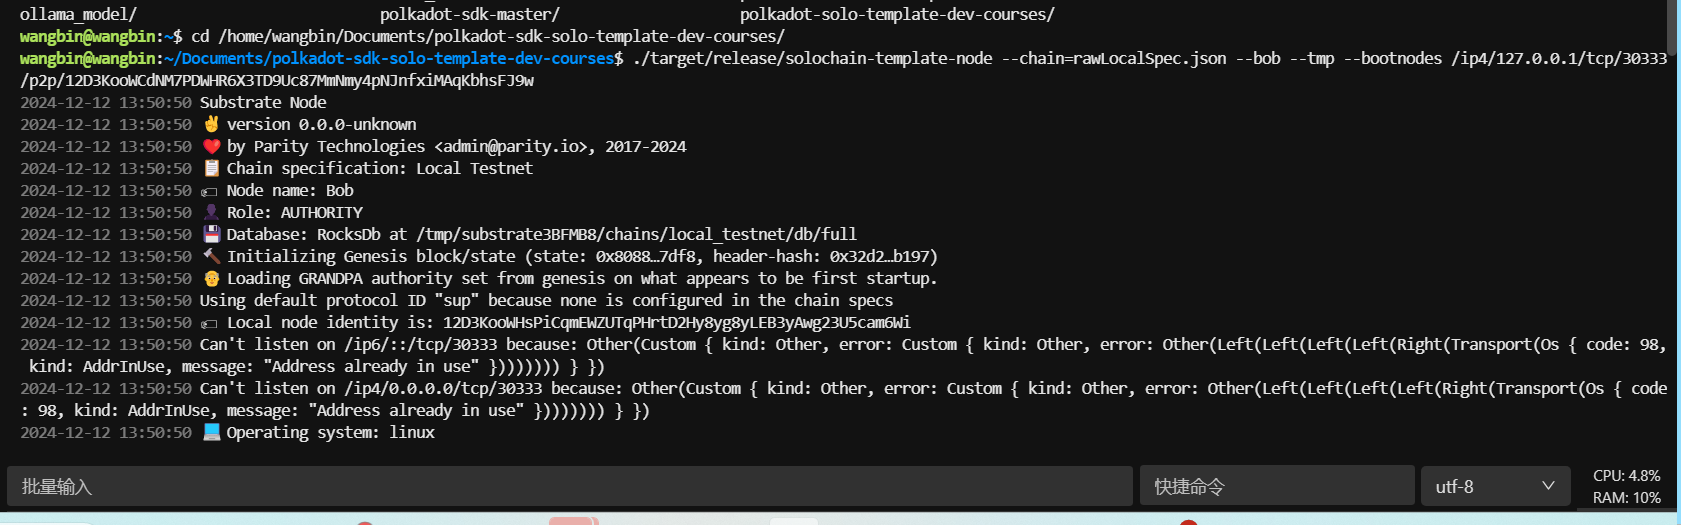 ollama_model/ polkadot-sdk-master/ polkadot-solo-template-dev-courses/
wangbin@wangbin:~$ cd /home/wangbin/Documents/polkadot-sdk-solo-template-dev-courses/
wangbin@wangbin:~/Documents/polkadot-sdk-solo-template-dev-courses$ ./target/release/solochain-template-node --chain=rawLocalSpec.json --bob --tmp --bootnodes /ip4/127.0.0.1/tcp/30333
/p2p/12D3KooWCdNM7PDWHR6X3TD9Uc87MmNmy4pNJnfxiMAqKbhsFJ9w
2024-12-12 13:50:50 Substrate Node
2024-12-12 13:50:50 ✌️ version 0.0.0-unknown
2024-12-12 13:50:50 ❤️ by Parity Technologies <admin@parity.io>, 2017-2024
2024-12-12 13:50:50 📋 Chain specification: Local Testnet
2024-12-12 13:50:50 🏷 Node name: Bob
2024-12-12 13:50:50 👤 Role: AUTHORITY
2024-12-12 13:50:50 💾 Database: RocksDb at /tmp/substrate3BFMB8/chains/local_testnet/db/full
2024-12-12 13:50:50 🔨 Initializing Genesis block/state (state: 0x8088…7df8, header-hash: 0x32d2…b197)
2024-12-12 13:50:50 👴 Loading GRANDPA authority set from genesis on what appears to be first startup.
2024-12-12 13:50:50 Using default protocol ID "sup" because none is configured in the chain specs
2024-12-12 13:50:50 🏷 Local node identity is: 12D3KooWHsPiCqmEWZUTqPHrtD2Hy8yg8yLEB3yAwg23U5cam6Wi
2024-12-12 13:50:50 Can't listen on /ip6/::/tcp/30333 because: Other(Custom { kind: Other, error: Custom { kind: Other, error: Other(Left(Left(Left(Left(Right(Transport(Os { code: 98,
kind: AddrInUse, message: "Address already in use" })))))))) } })
2024-12-12 13:50:50 Can't listen on /ip4/0.0.0.0/tcp/30333 because: Other(Custom { kind: Other, error: Custom { kind: Other, error: Other(Left(Left(Left(Left(Right(Transport(Os { code
: 98, kind: AddrInUse, message: "Address already in use" })))))))) } })
2024-12-12 13:50:50 💻 Operating system: linux
批量输入 快捷命令 utf-8 CPU: 4.8%
RAM: 10%